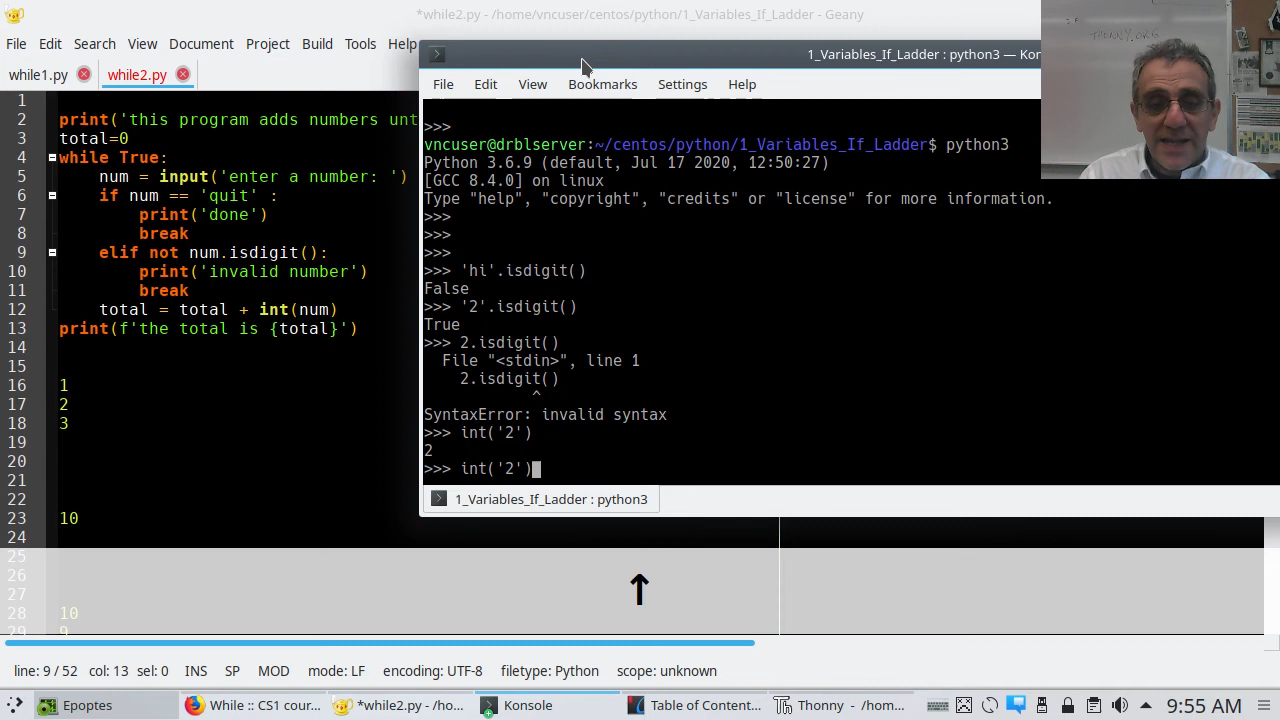 *while2.py - /home/vncuser/centos/python/1_Variables_If_Ladder - Geany
File Edit Search View Document Project Build Tools Help
while1.py while2.py
1
2 print('this program adds numbers unt
3 total=0
4 while True:
5 num = input('enter a number: ')
6 if num == 'quit' :
7 print('done')
8 break
9 elif not num.isdigit():
10 print('invalid number')
11 break
12 total = total + int(num)
13 print(f'the total is {total}')
14
15
16 1
17 2
18 3
19
20
21
22
23 10
24
25
26
27
28 10
29 9
1_Variables_If_Ladder : python3 — Kon
File Edit View Bookmarks Settings Help
>>>
vncuser@drblserver:~/centos/python/1_Variables_If_Ladder$ python3
Python 3.6.9 (default, Jul 17 2020, 12:50:27)
[GCC 8.4.0] on linux
Type "help", "copyright", "credits" or "license" for more information.
>>>
>>>
>>>
>>> 'hi'.isdigit()
False
>>> '2'.isdigit()
True
>>> 2.isdigit()
File "<stdin>", line 1
2.isdigit()
^
SyntaxError: invalid syntax
>>> int('2')
2
>>> int('2')
1_Variables_If_Ladder : python3
THONNY.ORG
↑
line: 9 / 52 col: 13 sel: 0 INS SP MOD mode: LF encoding: UTF-8 filetype: Python scope: unknown
Epoptes While :: CS1 cour... *while2.py - /ho... Konsole Table of Content... Thonny - /hom... 9:55 AM